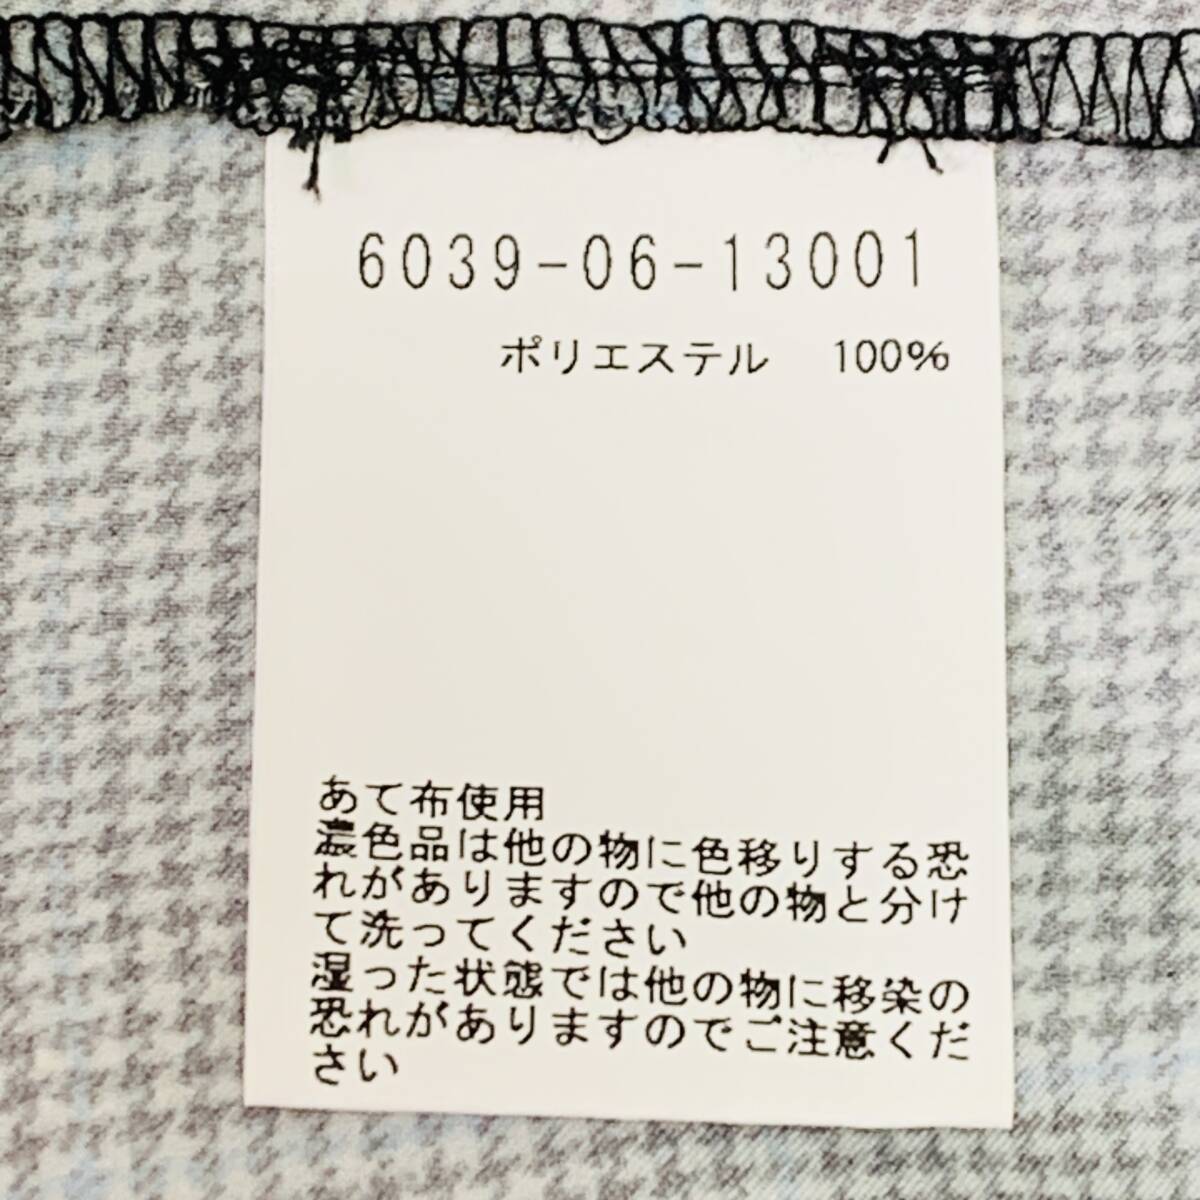 6039-06-13001
ポリエステル 100%
あて布使用
濃色品は他の物に色移りする恐
れがありますので他の物と分け
て洗ってください
湿った状態では他の物に移染の
恐れがありますのでご注意くだ
さい